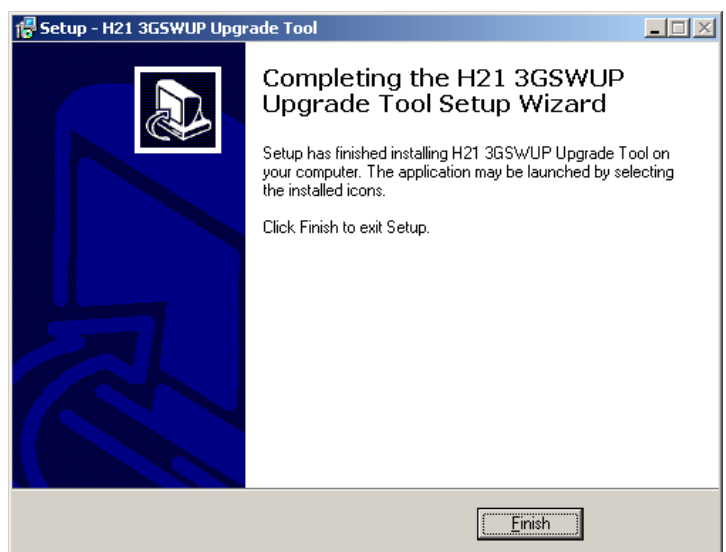 Setup - H21 3GSWUP Upgrade Tool
Completing the H21 3GSWUP
Upgrade Tool Setup Wizard
Setup has finished installing H21 3GSWUP Upgrade Tool on
your computer. The application may be launched by selecting
the installed icons.
Click Finish to exit Setup.
Finish